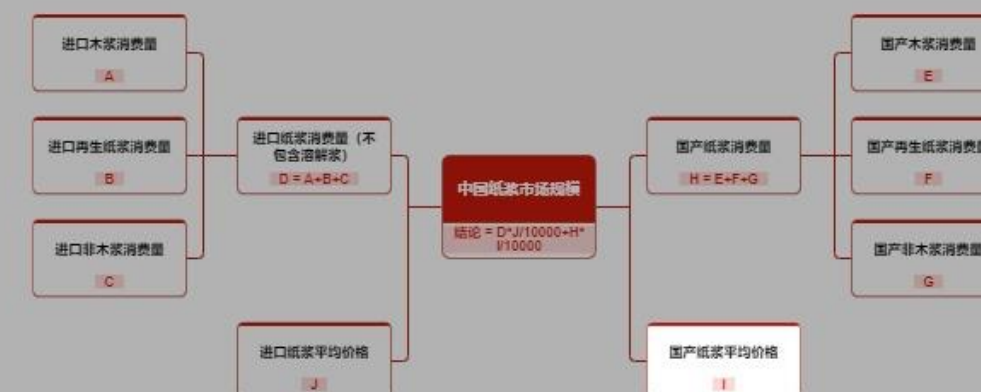 进口木浆消费量
A
进口再生纸浆消费量
B
进口非木浆消费量
C
进口纸浆消费量（不
包含溶解浆）
D = A+B+C
进口纸浆平均价格
J
中国纸浆市场规模
结论 = D*J/10000+H*
I/10000
国产纸浆消费量
H = E+F+G
国产纸浆平均价格
I
国产木浆消费量
E
国产再生纸浆消费量
F
国产非木浆消费量
G